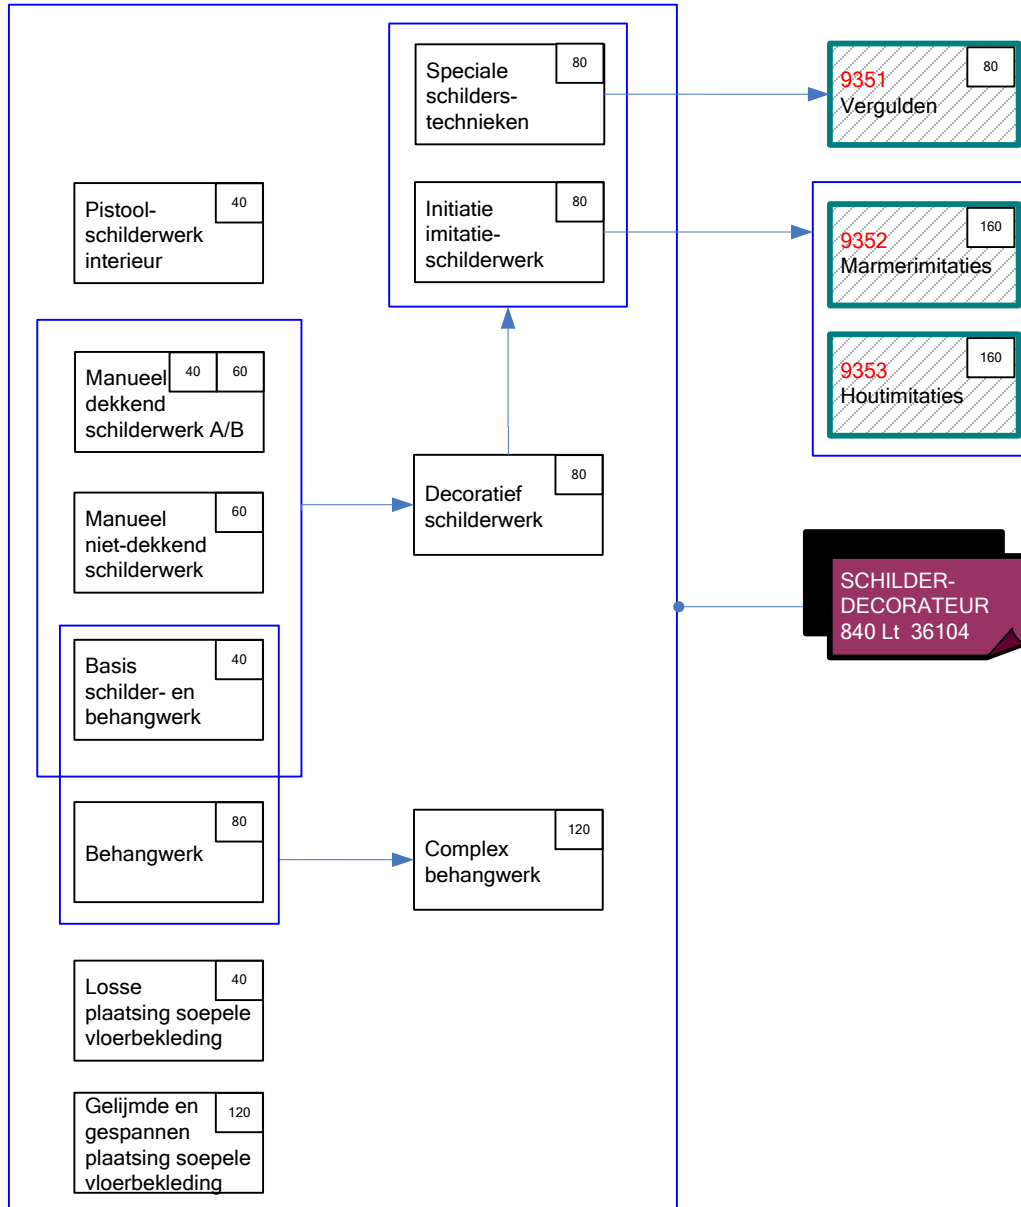 Speciale
schilders-
technieken
80
9351
Vergulden
80
Pistool-
schilderwerk
interieur
40
Initiatie
imitatie-
schilderwerk
80
9352
Marmerimitaties
160
Manueel
dekkend
schilderwerk A/B
40
60
9353
Houtimitaties
160
Decoratief
schilderwerk
80
Manueel
niet-dekkend
schilderwerk
60
SCHILDER-
DECORATEUR
840 Lt 36104
Basis
schilder- en
behangwerk
40
Behangwerk
80
Complex
behangwerk
120
Losse
plaatsing soepele
vloerbekleding
40
Gelijmde en
gespannen
plaatsing soepele
vloerbekleding
120